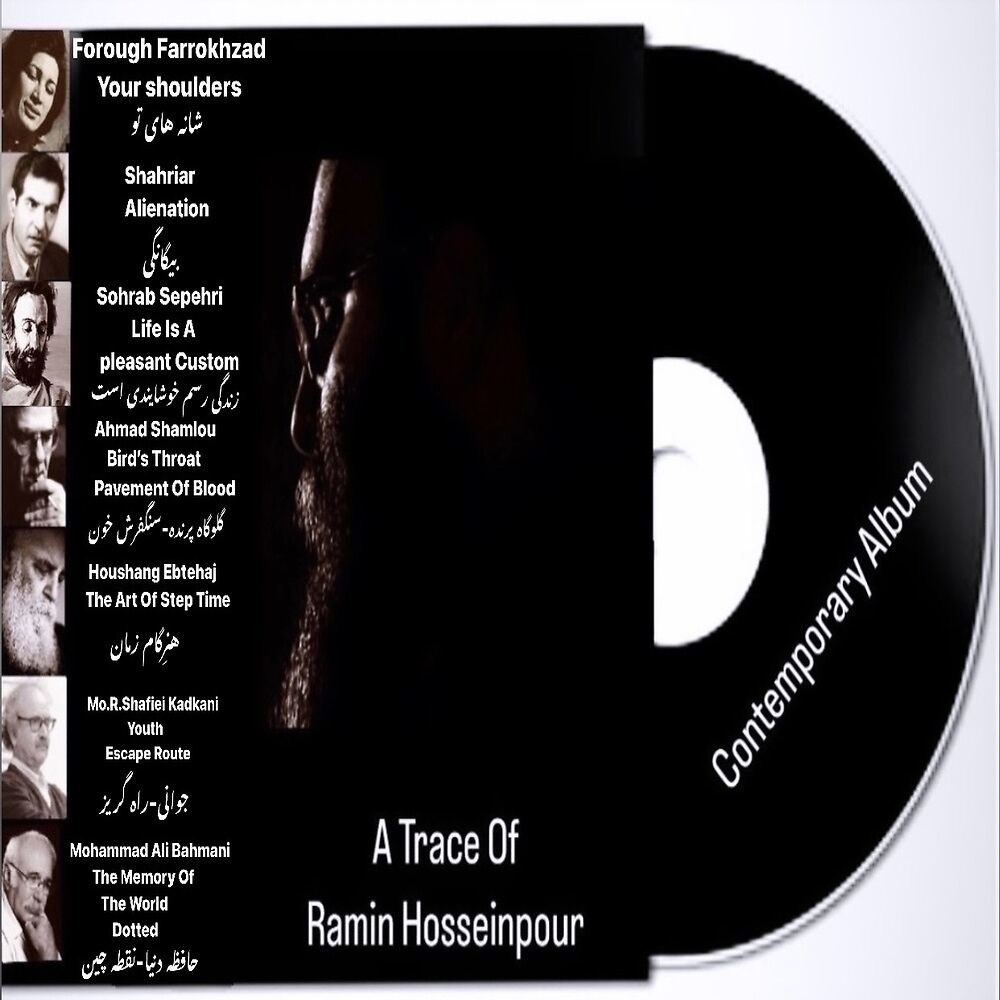 Forough Farrokhzad
Your shoulders
شانه های تو
Shahriar
Alienation
بیگانگی
Sohrab Sepehri
Life Is A
pleasant Custom
زندگی رسم خوشایندی است
Ahmad Shamlou
Bird's Throat
Pavement Of Blood
گلوگاه پرنده-سنگفرش خون
Houshang Ebtehaj
The Art Of Step Time
هنرِگام زمان
Mo.R.Shafiei Kadkani
Youth
Escape Route
جوانی-راه گریز
Mohammad Ali Bahmani
The Memory Of
The World
Dotted
حافظه دنیا-نقطه چین
A Trace Of
Ramin Hosseinpour
Contemporary Album